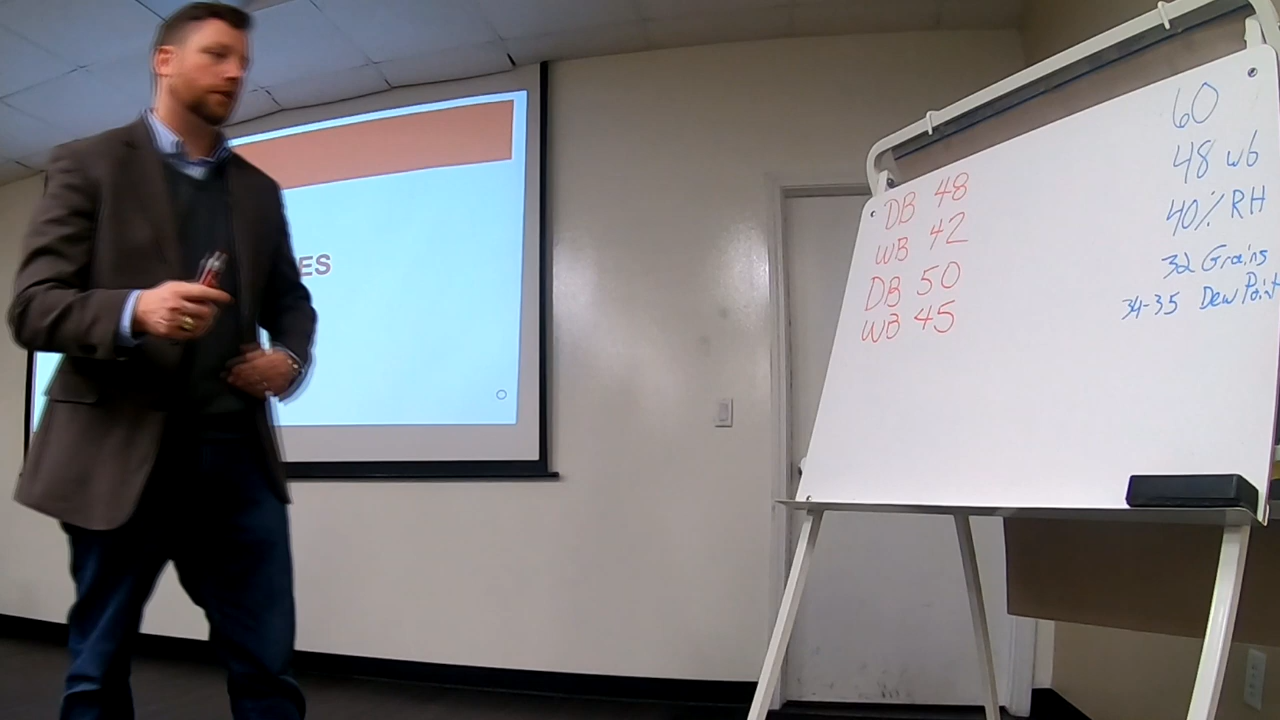 ES
DB 48
WB 42
DB 50
WB 45
60
48 wb
40% RH
32 Grains
34-35 Dew Point